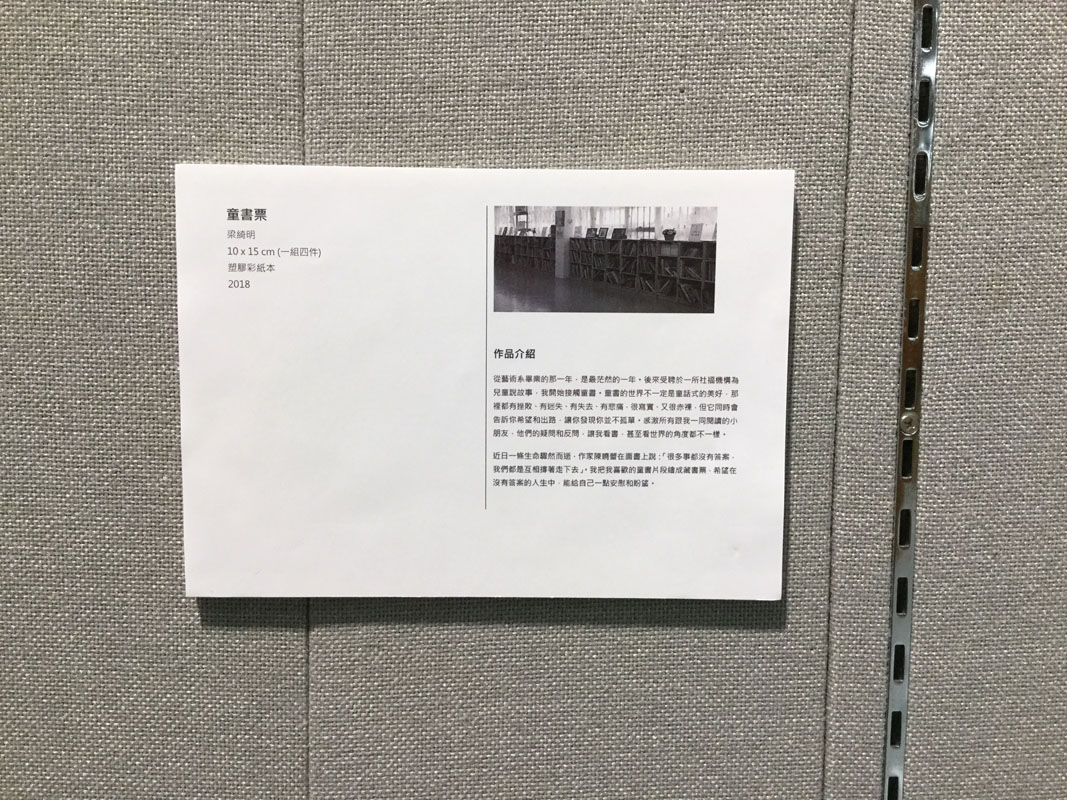 童書票
梁綺明
10 x 15 cm (一組四件)
塑膠彩紙本
2018
作品介紹
從藝術系畢業的那一年，是最茫然的一年。後來受聘於一所社福機構為
兒童說故事，我開始接觸童書。童書的世界不一定是童話式的美好，那
裡都有挫敗、有迷失、有失去、有悲痛，很寫實、又很赤裸，但它同時會
告訴你希望和出路，讓你發現你並不孤單。感激所有跟我一同閱讀的小
朋友，他們的疑問和反問，讓我看書，甚至看世界的角度都不一樣。
近日一條生命驟然而逝，作家陳曉蕾在面書上說：「很多事都沒有答案，
我們都是互相撐著走下去」。我把我喜歡的童書片段繪成藏書票，希望在
沒有答案的人生中，能給自己一點安慰和盼望。